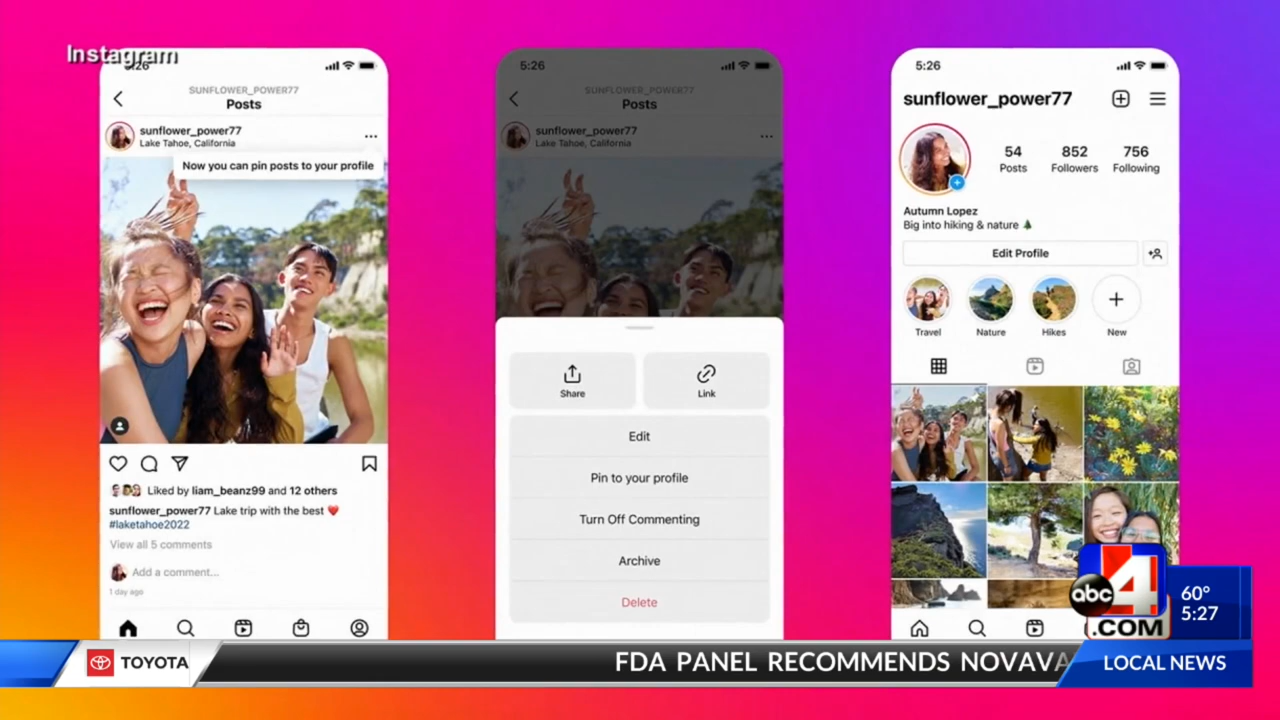 Instagram
5:26
SUNFLOWER_POWER77
Posts
sunflower_power77
Lake Tahoe, California
Now you can pin posts to your profile
Liked by liam_beanz99 and 12 others
sunflower_power77 Lake trip with the best ❤️
#laketahoe2022
View all 5 comments
Add a comment...
1 day ago
5:26
SUNFLOWER_POWER77
Posts
sunflower_power77
Lake Tahoe, California
Share
Link
Edit
Pin to your profile
Turn Off Commenting
Archive
Delete
5:26
sunflower_power77
54
Posts
852
Followers
756
Following
Autumn Lopez
Big into hiking & nature 🌲
Edit Profile
Travel
Nature
Hikes
New
abc 4
.COM
60°
5:27
TOYOTA
FDA PANEL RECOMMENDS NOVAVA
LOCAL NEWS